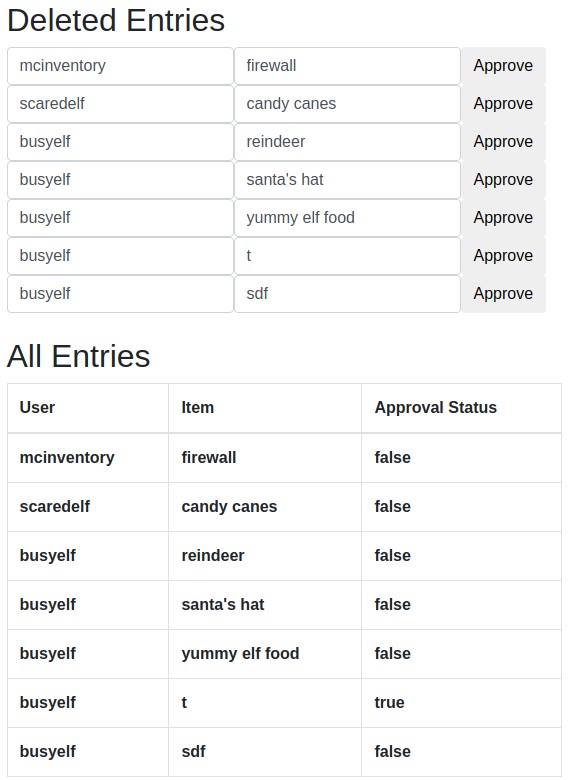 Deleted Entries
mcinventory firewall Approve
scaredelf candy canes Approve
busyelf reindeer Approve
busyelf santa's hat Approve
busyelf yummy elf food Approve
busyelf t Approve
busyelf sdf Approve
All Entries
User Item Approval Status
mcinventory firewall false
scaredelf candy canes false
busyelf reindeer false
busyelf santa's hat false
busyelf yummy elf food false
busyelf t true
busyelf sdf false